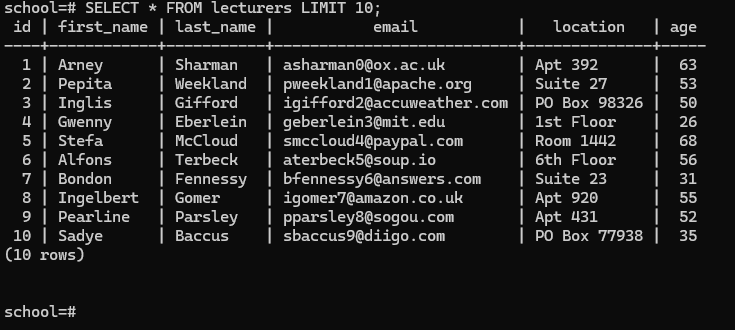 school=# SELECT * FROM lecturers LIMIT 10;
 id | first_name | last_name |           email           |   location   | age
----+------------+-----------+---------------------------+--------------+-----
  1 | Arney      | Sharman   | asharman0@ox.ac.uk        | Apt 392      |  63
  2 | Pepita     | Weekland  | pweekland1@apache.org     | Suite 27     |  53
  3 | Inglis     | Gifford   | igifford2@accuweather.com | PO Box 98326 |  50
  4 | Gwenny     | Eberlein  | geberlein3@mit.edu        | 1st Floor    |  26
  5 | Stefa      | McCloud   | smccloud4@paypal.com      | Room 1442    |  68
  6 | Alfons     | Terbeck   | aterbeck5@soup.io         | 6th Floor    |  56
  7 | Bondon     | Fennessy  | bfennessy6@answers.com    | Suite 23     |  31
  8 | Ingelbert  | Gomer     | igomer7@amazon.co.uk      | Apt 920      |  55
  9 | Pearline   | Parsley   | pparsley8@sogou.com       | Apt 431      |  52
 10 | Sadye      | Baccus    | sbaccus9@diigo.com        | PO Box 77938 |  35
(10 rows)
school=#